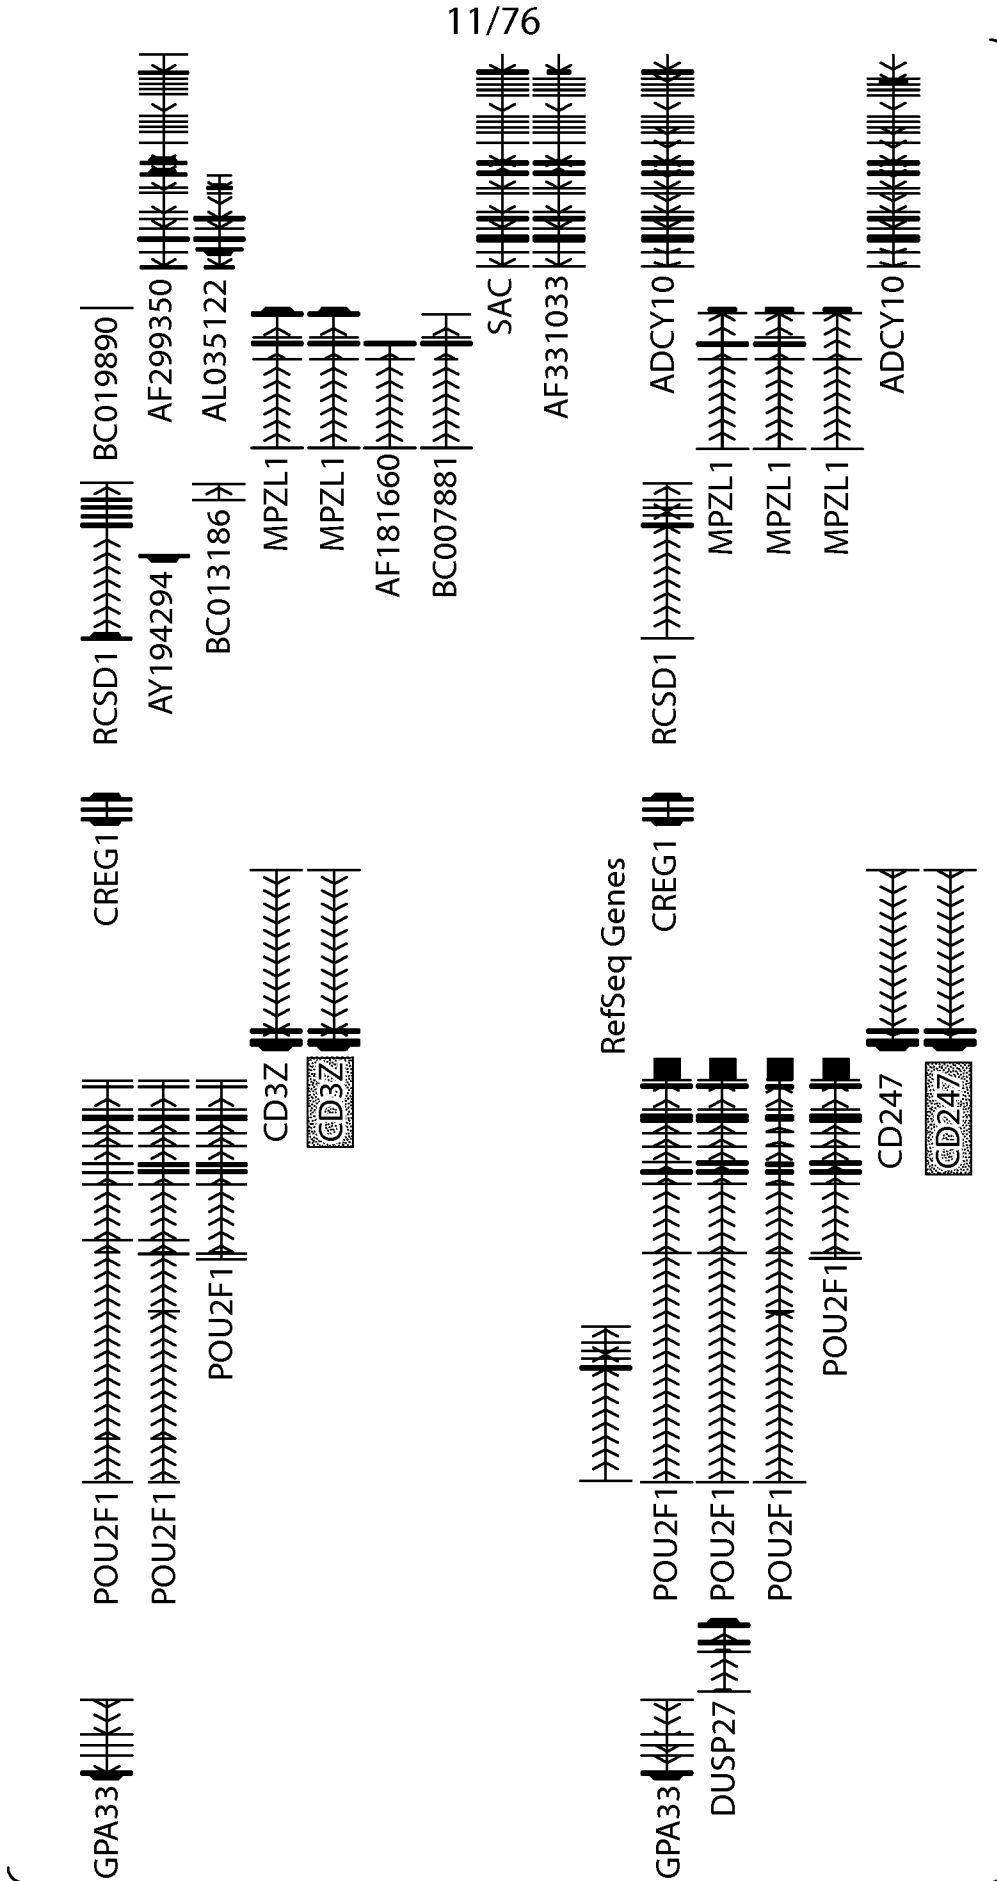 11/76
GPA33
POU2F1
CREG1
RCSD1
BC019890
POU2F1
AY194294
AF299350
POU2F1
BC013186
AL035122
CD3Z
MPZL1
CD3Z
MPZL1
AF181660
BC007881
SAC
AF331033
RefSeq Genes
GPA33
POU2F1
CREG1
RCSD1
ADCY10
DUSP27
POU2F1
MPZL1
POU2F1
MPZL1
POU2F1
MPZL1
CD247
ADCY10
CD247